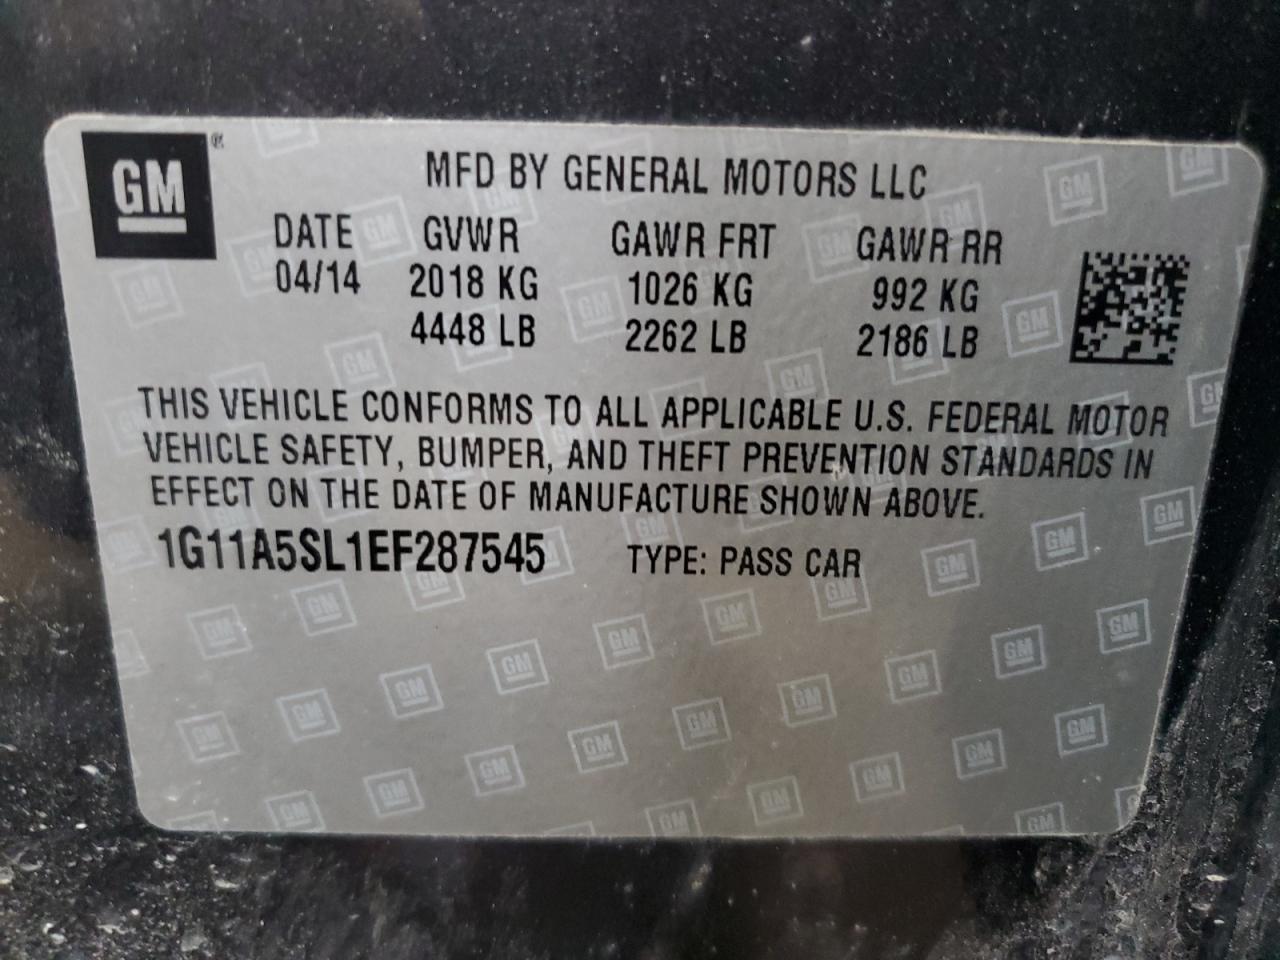 GM
MFD BY GENERAL MOTORS LLC
DATE GVWR GAWR FRT GAWR RR
04/14 2018 KG 1026 KG 992 KG
4448 LB 2262 LB 2186 LB
THIS VEHICLE CONFORMS TO ALL APPLICABLE U.S. FEDERAL MOTOR
VEHICLE SAFETY, BUMPER, AND THEFT PREVENTION STANDARDS IN
EFFECT ON THE DATE OF MANUFACTURE SHOWN ABOVE.
1G11A5SL1EF287545 TYPE: PASS CAR